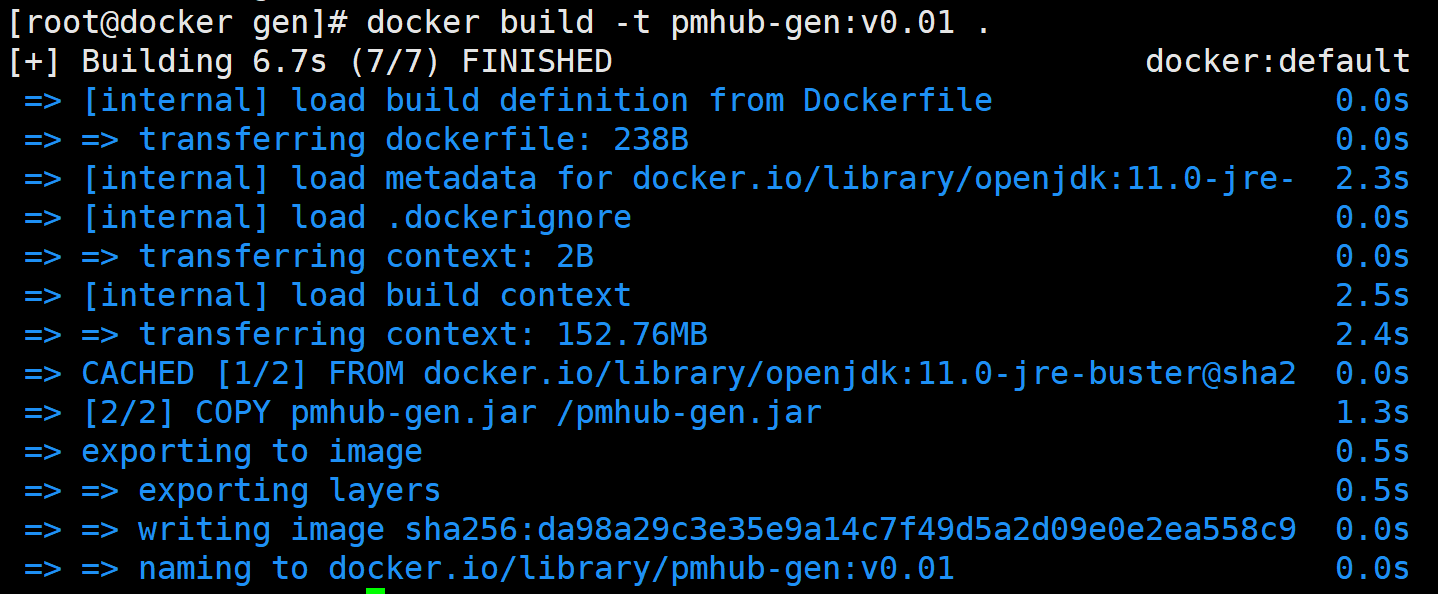 [root@docker gen]# docker build -t pmhub-gen:v0.01 .
[+] Building 6.7s (7/7) FINISHED docker:default
=> [internal] load build definition from Dockerfile 0.0s
=> => transferring dockerfile: 238B 0.0s
=> [internal] load metadata for docker.io/library/openjdk:11.0-jre- 2.3s
=> [internal] load .dockerignore 0.0s
=> => transferring context: 2B 0.0s
=> [internal] load build context 2.5s
=> => transferring context: 152.76MB 2.4s
=> CACHED [1/2] FROM docker.io/library/openjdk:11.0-jre-buster@sha2 0.0s
=> [2/2] COPY pmhub-gen.jar /pmhub-gen.jar 1.3s
=> exporting to image 0.5s
=> => exporting layers 0.5s
=> => writing image sha256:da98a29c3e35e9a14c7f49d5a2d09e0e2ea558c9 0.0s
=> => naming to docker.io/library/pmhub-gen:v0.01 0.0s